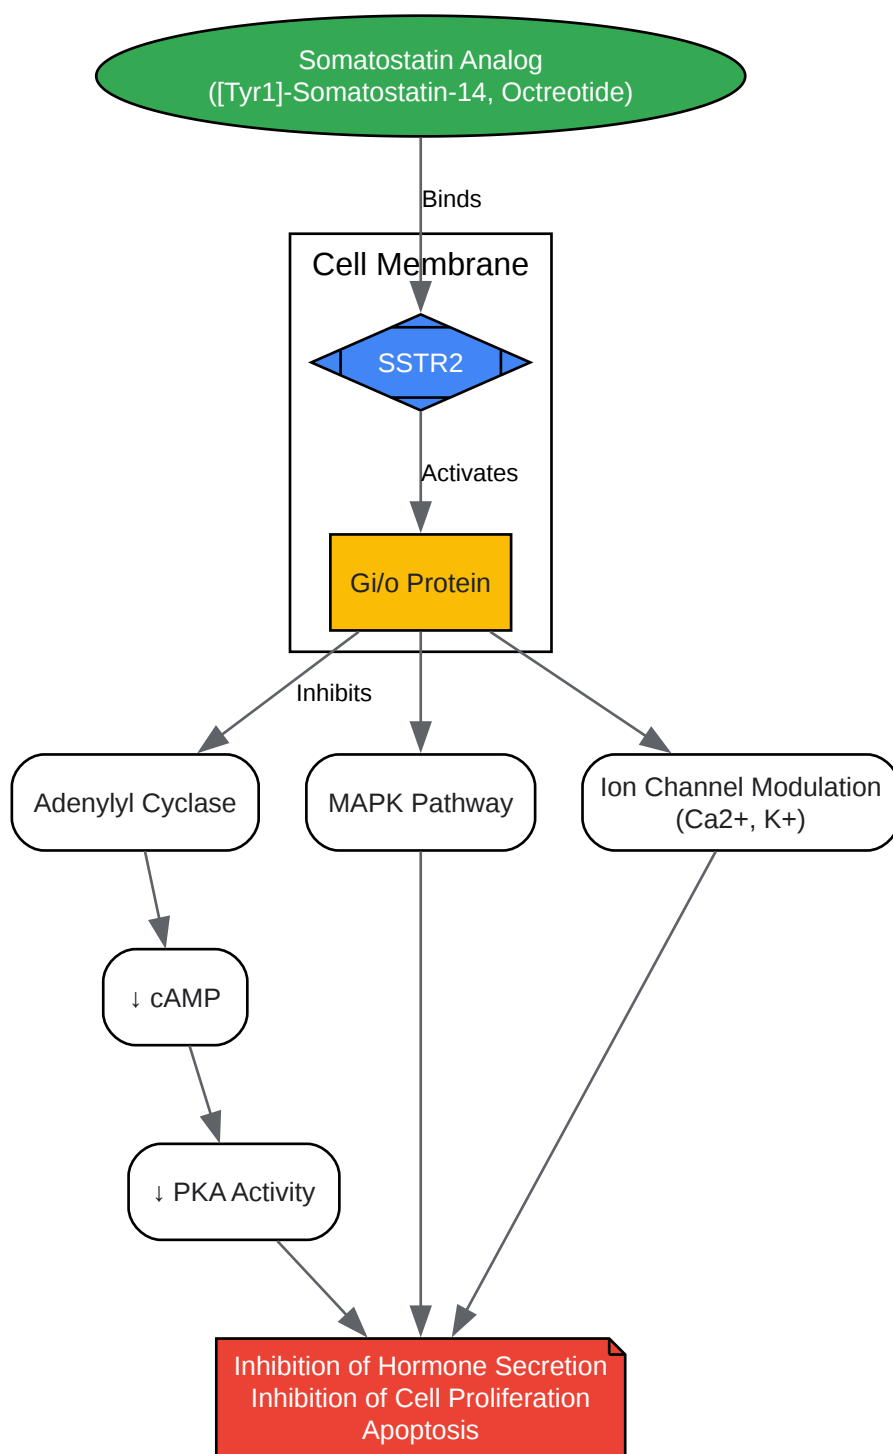 Somatostatin Analog
([Tyr1]-Somatostatin-14, Octreotide)
Binds
Cell Membrane
SSTR2
Activates
Gi/o Protein
Inhibits
Adenylyl Cyclase
MAPK Pathway
Ion Channel Modulation
(Ca2+, K+)
↓ cAMP
↓ PKA Activity
Inhibition of Hormone Secretion
Inhibition of Cell Proliferation
Apoptosis